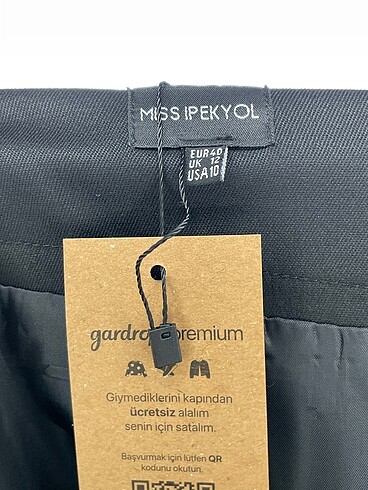 MISS IPEKYOL
EUR 40
UK 12
USA 10
premium
Giymediklerini kapından
ücretsiz alalım
senin için satalım.
Başvurmak için lütfen QR
kodunu okutun.